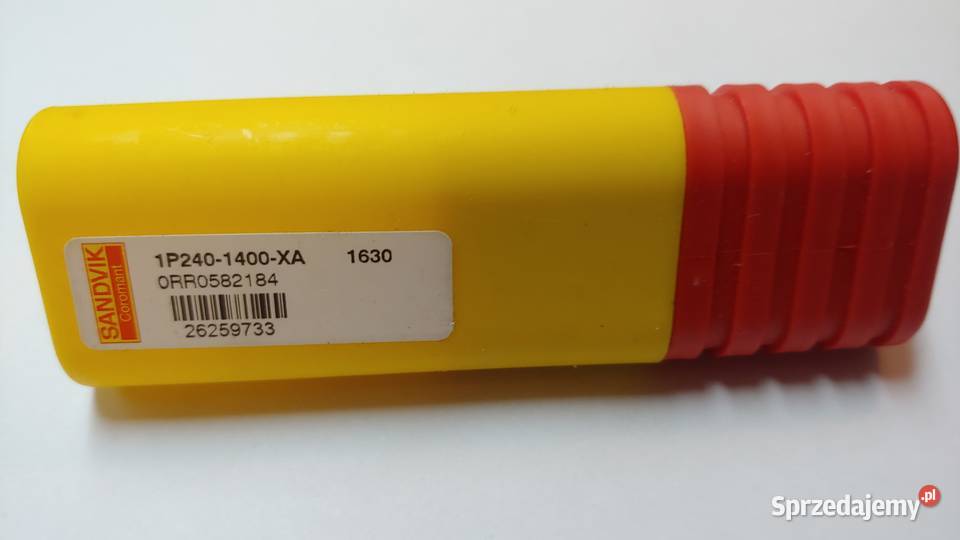 SANDVIK
Coromant
1P240-1400-XA 1630
0RR0582184
26259733
Sprzedajemy.pl